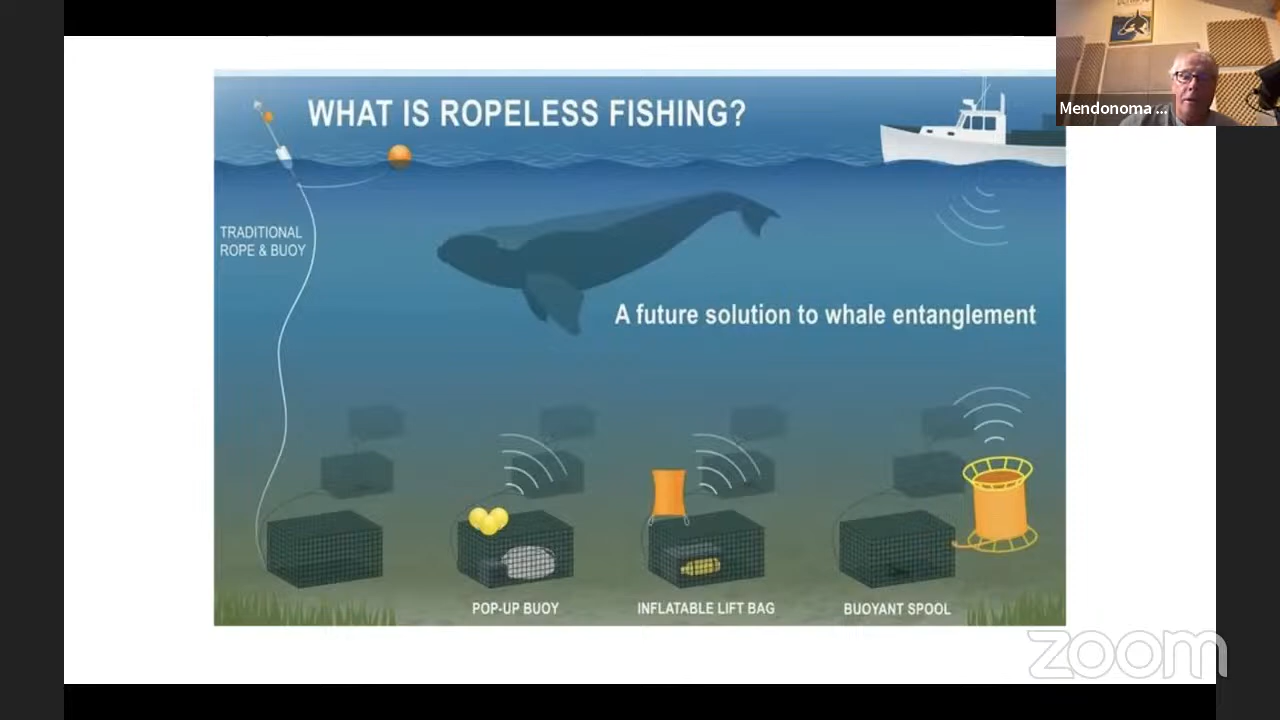 WHAT IS ROPELESS FISHING?
Mendonoma ...
TRADITIONAL
ROPE & BUOY
A future solution to whale entanglement
POP-UP BUOY
INFLATABLE LIFT BAG
BUOYANT SPOOL
zoom